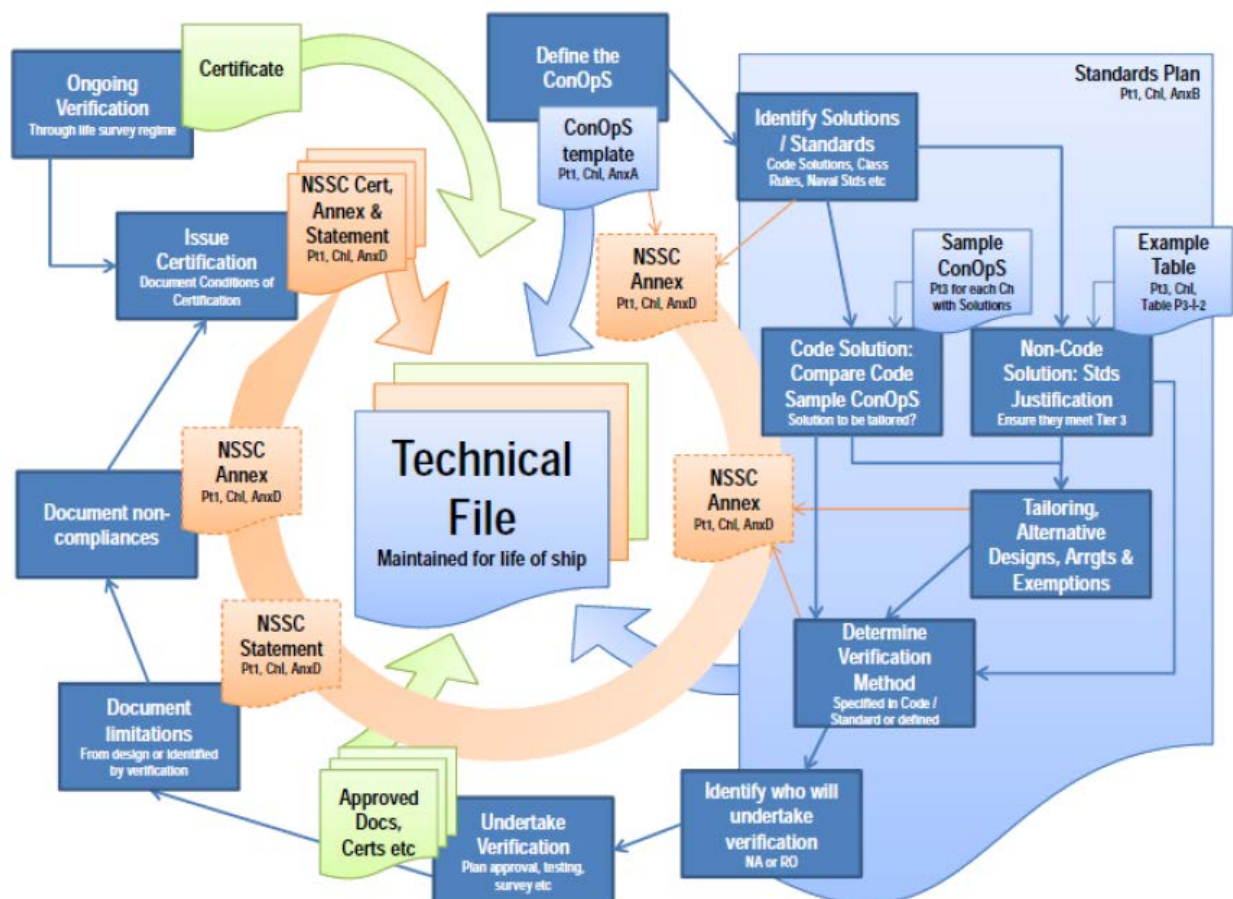 Ongoing
Verification
Through life survey regime
Certificate
Define the
ConOpS
ConOpS
template
Pt1, ChI, AnxA
Standards Plan
Pt1, ChI, AnxB
Identify Solutions
/ Standards
Code Solutions, Class
Rules, Naval Stds etc
NSSC Cert,
Annex &
Statement
Pt1, ChI, AnxD
Issue
Certification
Document Conditions of
Certification
NSSC
Annex
Pt1, ChI, AnxD
Sample
ConOpS
Pt3 for each Ch
with Solutions
Example
Table
Pt3, ChI,
Table P3-I-2
Code Solution:
Compare Code
Sample ConOpS
Solution to be tailored?
Non-Code
Solution: Stds
Justification
Ensure they meet Tier 3
Technical
File
Maintained for life of ship
NSSC
Annex
Pt1, ChI, AnxD
NSSC
Annex
Pt1, ChI, AnxD
Document non-
compliances
Tailoring,
Alternative
Designs, Arrgts &
Exemptions
NSSC
Statement
Pt1, ChI, AnxD
Determine
Verification
Method
Specified in Code /
Standard or defined
Document
limitations
From design or identified
by verification
Approved
Docs,
Certs etc
Undertake
Verification
Plan approval, testing,
survey etc
Identify who will
undertake
verification
NA or RO